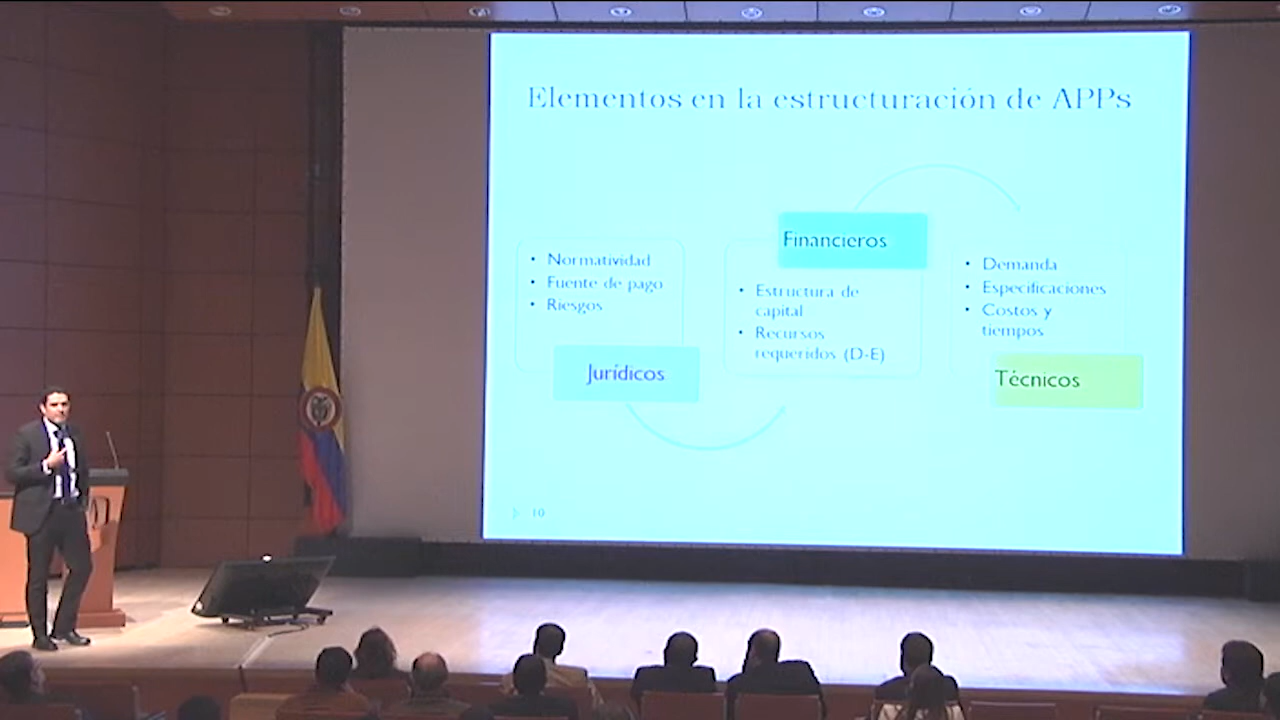 Elementos en la estructuración de APPs
• Normatividad
• Fuente de pago
• Riesgos
Jurídicos
Financieros
• Estructura de
capital
• Recursos
requeridos (D-E)
• Demanda
• Especificaciones
• Costos y
tiempos
Técnicos
10